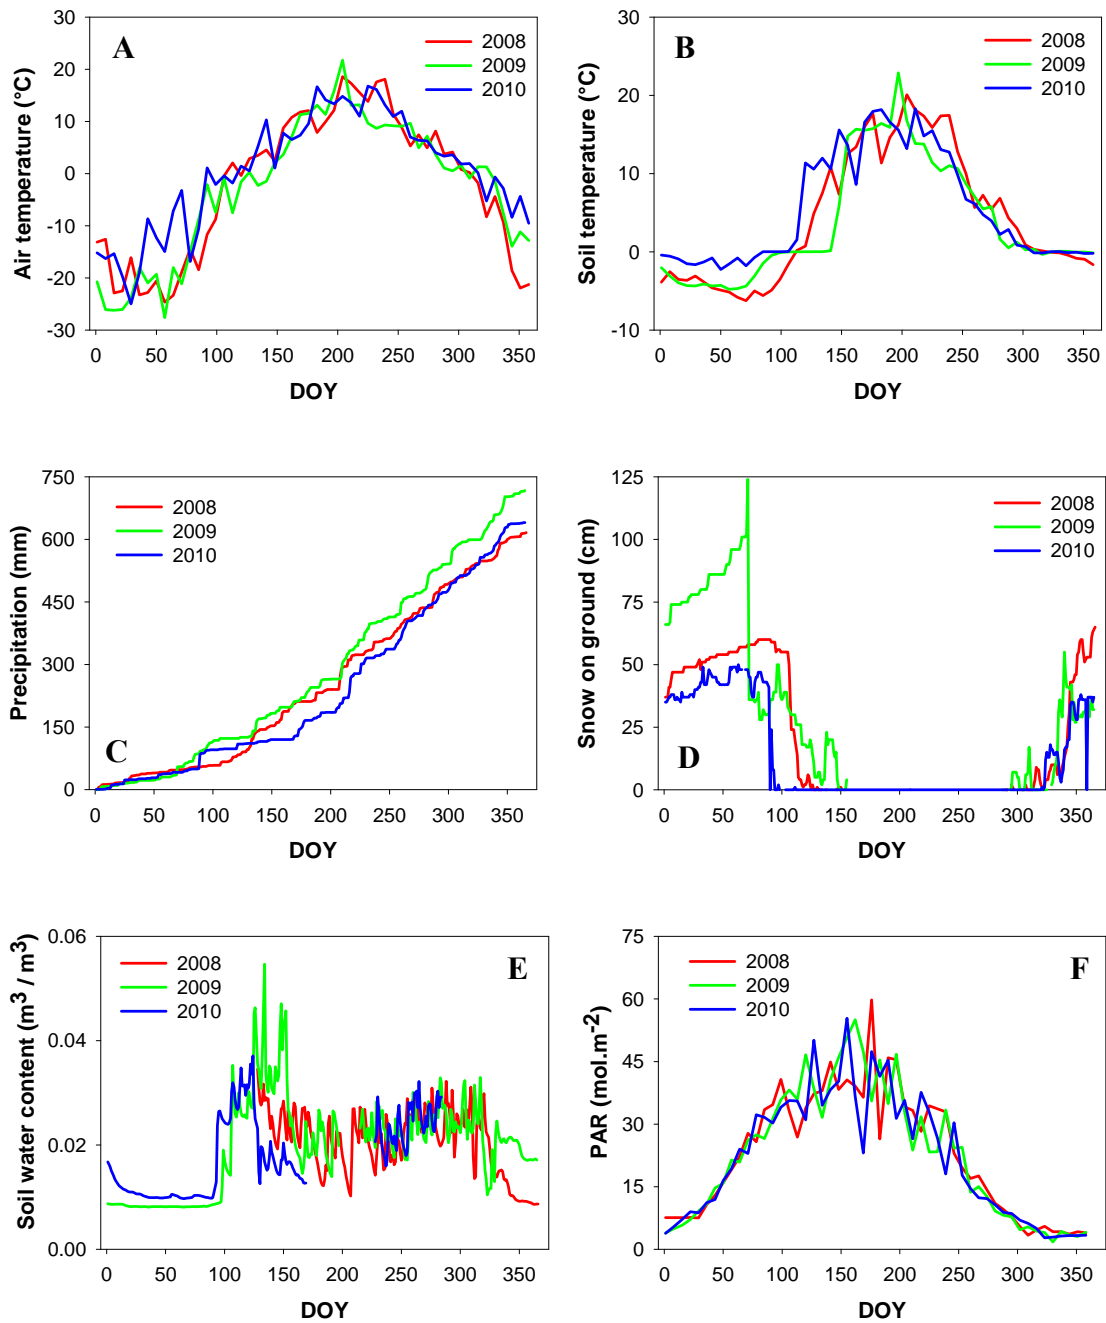 A
2008
2009
2010
Air temperature (°C)
30
20
10
0
-10
-20
-30
0 50 100 150 200 250 300 350
DOY
B
2008
2009
2010
Soil temperature (°C)
30
20
10
0
-10
0 50 100 150 200 250 300 350
DOY
C
2008
2009
2010
Precipitation (mm)
750
600
450
300
150
0
0 50 100 150 200 250 300 350
DOY
D
2008
2009
2010
Snow on ground (cm)
125
100
75
50
25
0
0 50 100 150 200 250 300 350
DOY
E
2008
2009
2010
Soil water content (m³ / m³)
0.06
0.04
0.02
0.00
0 50 100 150 200 250 300 350
DOY
F
2008
2009
2010
PAR (mol.m⁻²)
75
60
45
30
15
0
0 50 100 150 200 250 300 350
DOY